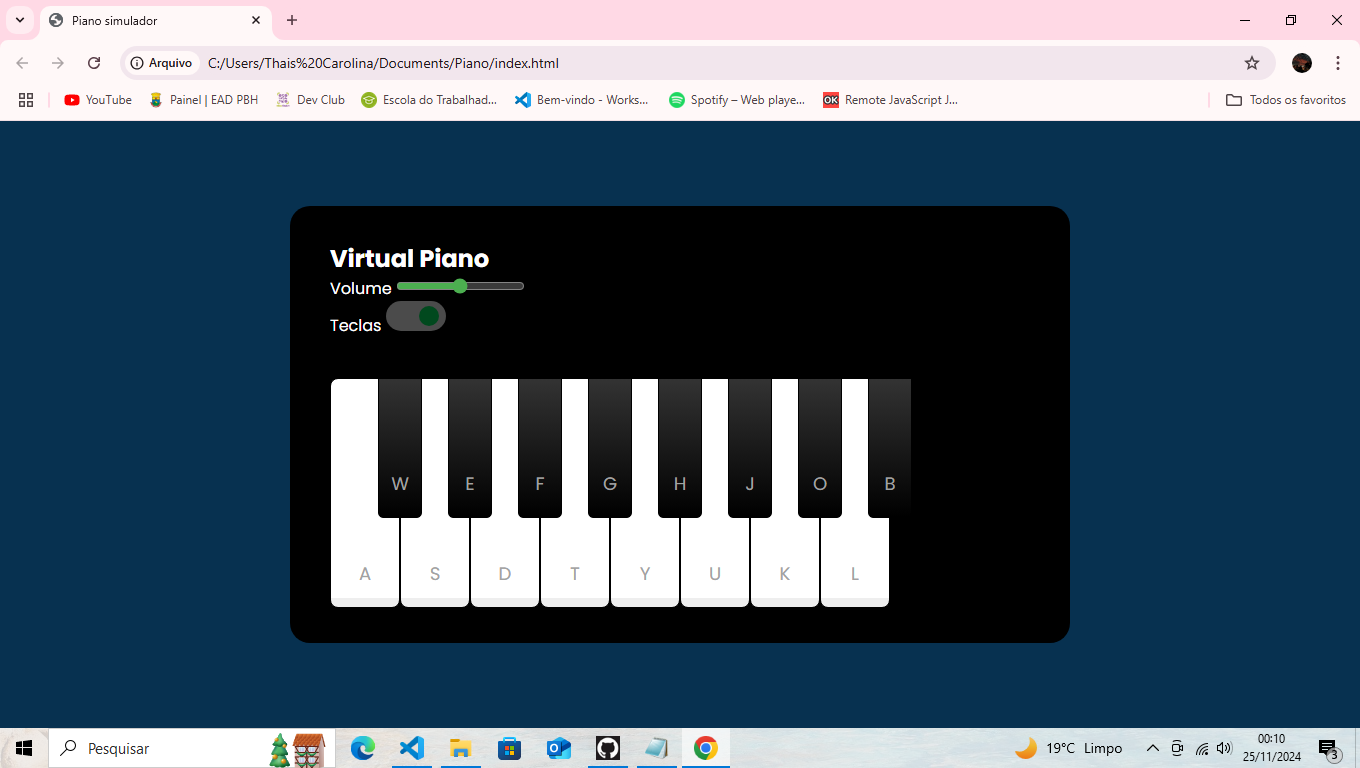 Piano simulador
Arquivo C:/Users/Thais%20Carolina/Documents/Piano/index.html
YouTube Painel | EAD PBH Dev Club Escola do Trabalhad... Bem-vindo - Works... Spotify – Web playe... OK Remote JavaScript J... Todos os favoritos
Virtual Piano
Volume
Teclas
W E F G H J O B
A S D T Y U K L
Pesquisar 19°C Limpo 00:10
25/11/2024 3